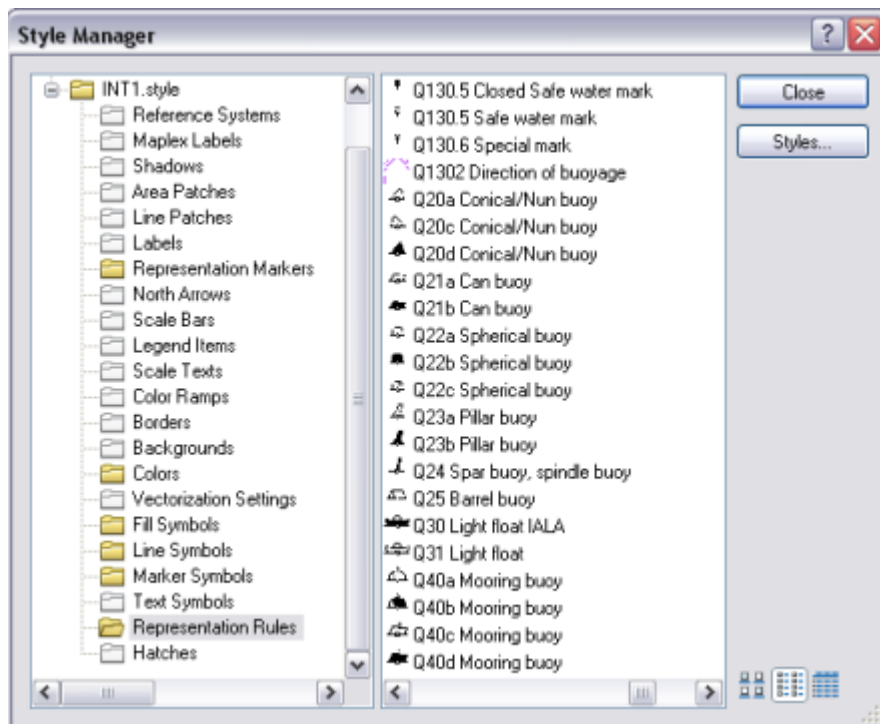 Style Manager
INT1.style
Reference Systems
Maplex Labels
Shadows
Area Patches
Line Patches
Labels
Representation Markers
North Arrows
Scale Bars
Legend Items
Scale Texts
Color Ramps
Borders
Backgrounds
Colors
Vectorization Settings
Fill Symbols
Line Symbols
Marker Symbols
Text Symbols
Representation Rules
Hatches
Q130.5 Closed Safe water mark
Q130.5 Safe water mark
Q130.6 Special mark
Q1302 Direction of buoyage
Q20a Conical/Nun buoy
Q20c Conical/Nun buoy
Q20d Conical/Nun buoy
Q21a Can buoy
Q21b Can buoy
Q22a Spherical buoy
Q22b Spherical buoy
Q22c Spherical buoy
Q23a Pillar buoy
Q23b Pillar buoy
Q24 Spar buoy, spindle buoy
Q25 Barrel buoy
Q30 Light float IALA
Q31 Light float
Q40a Mooring buoy
Q40b Mooring buoy
Q40c Mooring buoy
Q40d Mooring buoy
Close
Styles...